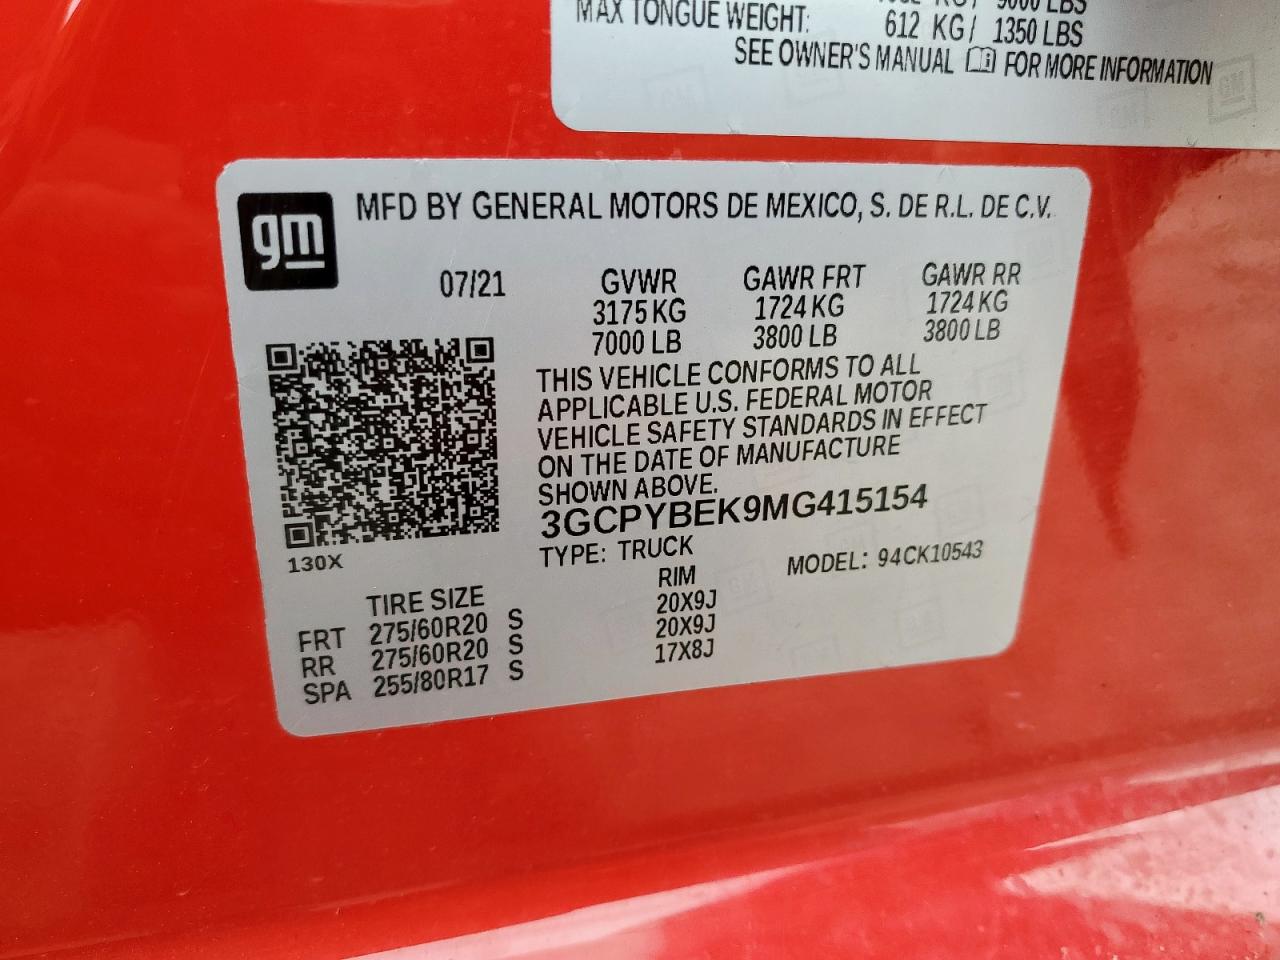 KG/ 9000 LBS
MAX TONGUE WEIGHT: 612 KG/ 1350 LBS
SEE OWNER'S MANUAL FOR MORE INFORMATION
gm MFD BY GENERAL MOTORS DE MEXICO, S. DE R.L. DE C.V.
07/21 GVWR GAWR FRT GAWR RR
3175 KG 1724 KG 1724 KG
7000 LB 3800 LB 3800 LB
THIS VEHICLE CONFORMS TO ALL
APPLICABLE U.S. FEDERAL MOTOR
VEHICLE SAFETY STANDARDS IN EFFECT
ON THE DATE OF MANUFACTURE
SHOWN ABOVE.
3GCPYBEK9MG415154
130X
TYPE: TRUCK MODEL: 94CK10543
TIRE SIZE RIM
FRT 275/60R20 S 20X9J
RR 275/60R20 S 20X9J
SPA 255/80R17 S 17X8J